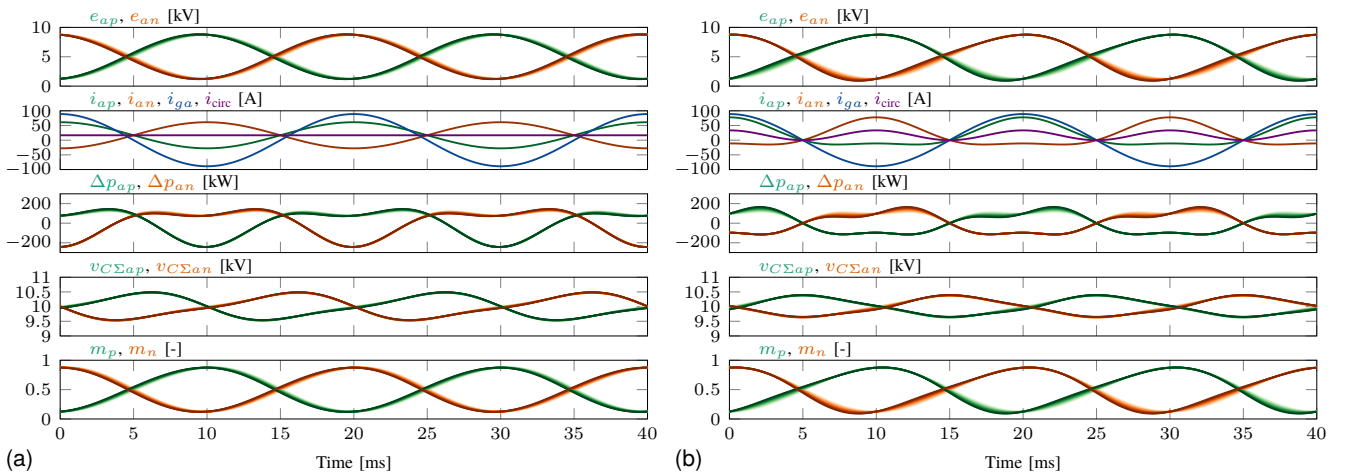 e_ap, e_an [kV]
10
5
0
i_ap, i_an, i_ga, i_circ [A]
100
50
0
−50
−100
Δp_ap, Δp_an [kW]
200
0
−200
v_CΣap, v_CΣan [kV]
11
10.5
10
9.5
9
m_p, m_n [-]
1
0.5
0
0 5 10 15 20 25 30 35 40
(a) Time [ms]
e_ap, e_an [kV]
10
5
0
i_ap, i_an, i_ga, i_circ [A]
100
50
0
−50
−100
Δp_ap, Δp_an [kW]
200
0
−200
v_CΣap, v_CΣan [kV]
11
10.5
10
9.5
9
m_p, m_n [-]
1
0.5
0
0 5 10 15 20 25 30 35 40
(b) Time [ms]